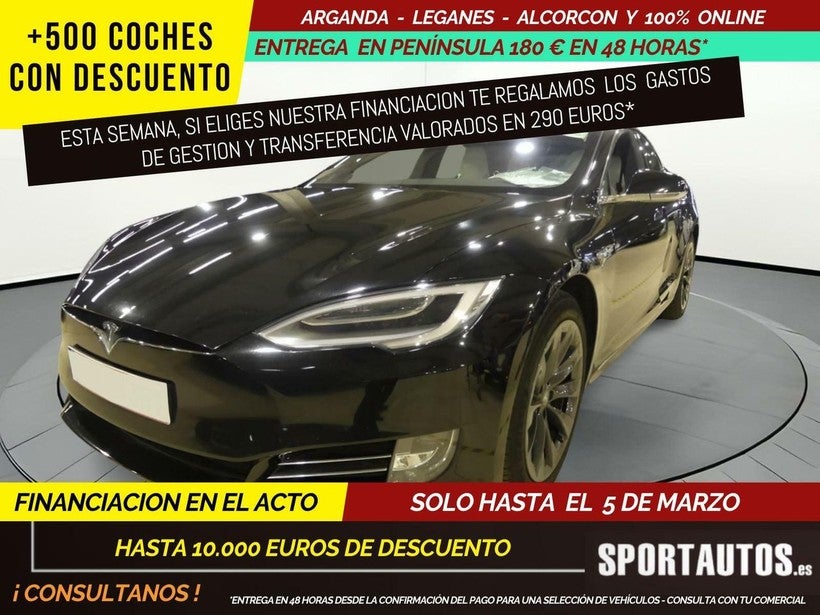 +500 COCHES
CON DESCUENTO
ARGANDA - LEGANES - ALCORCON Y 100% ONLINE
ENTREGA EN PENÍNSULA 180 € EN 48 HORAS*
ESTA SEMANA, SI ELIGES NUESTRA FINANCIACION TE REGALAMOS LOS GASTOS
DE GESTION Y TRANSFERENCIA VALORADOS EN 290 EUROS*
FINANCIACION EN EL ACTO
SOLO HASTA EL 5 DE MARZO
HASTA 10.000 EUROS DE DESCUENTO
SPORTAUTOS.es
¡ CONSULTANOS !
*ENTREGA EN 48 HORAS DESDE LA CONFIRMACIÓN DEL PAGO PARA UNA SELECCIÓN DE VEHÍCULOS - CONSULTA CON TU COMERCIAL